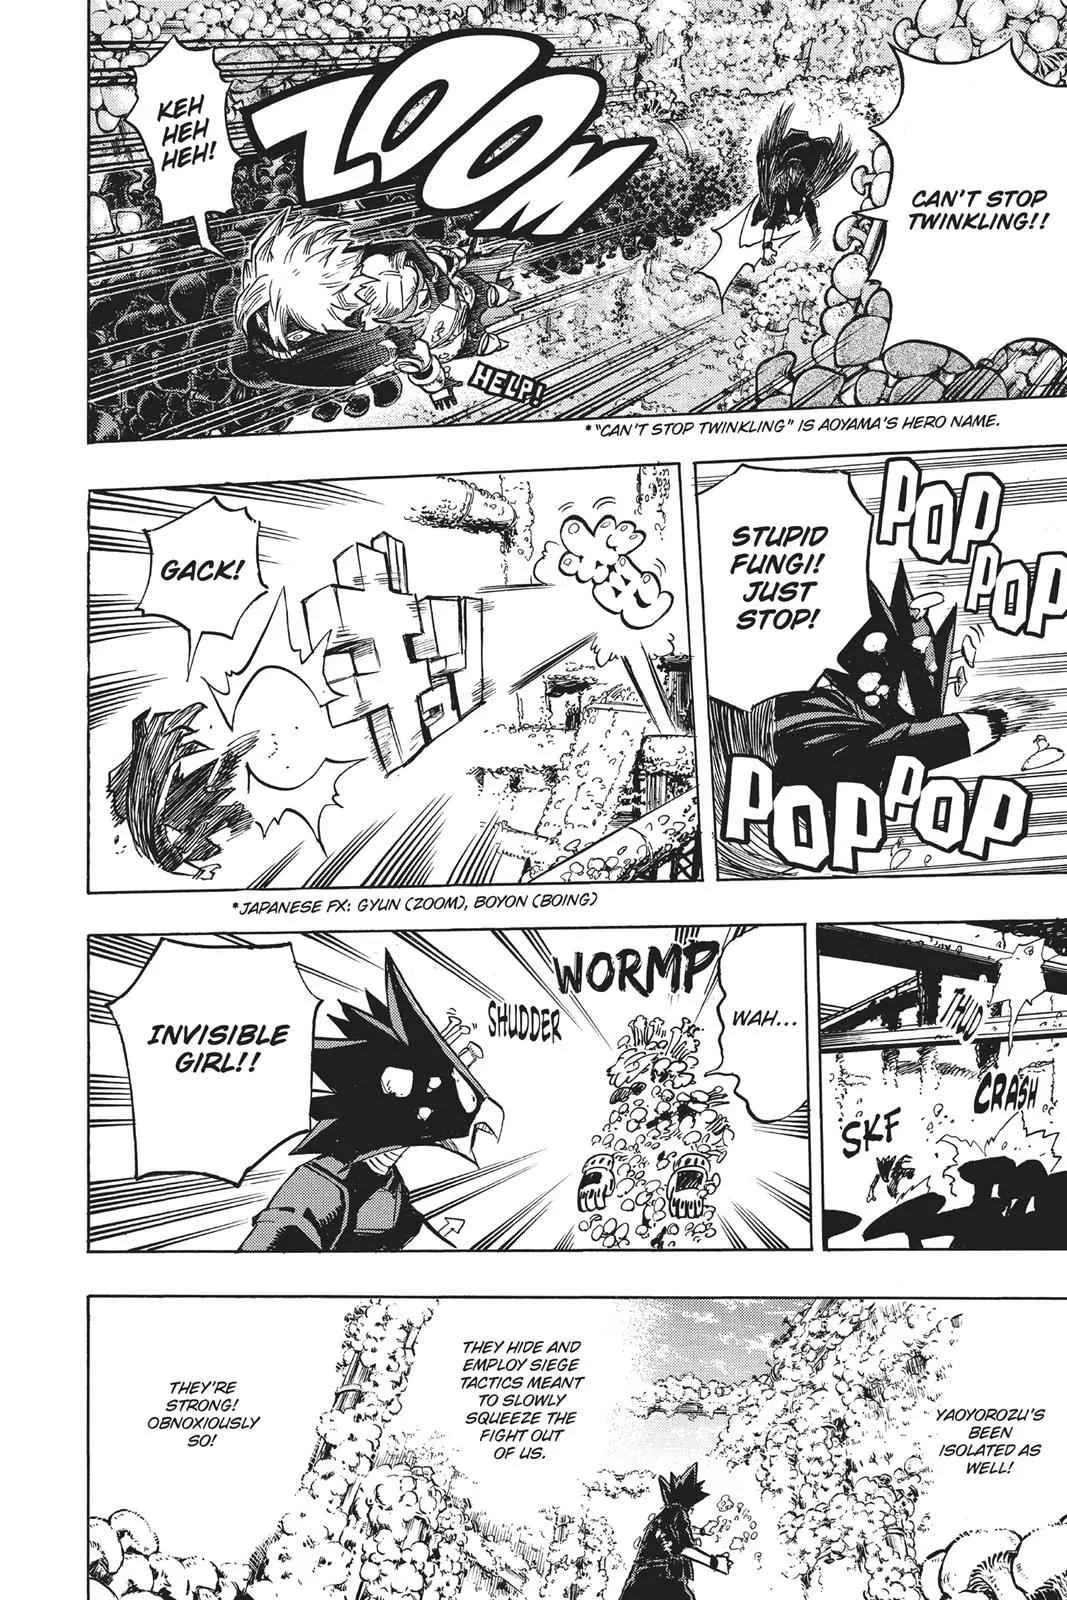 CAN'T STOP
TWINKLING!!
ZOOM
KEH
HEH
HEH!
HELP!
*"CAN'T STOP TWINKLING" IS AOYAMA'S HERO NAME.
POP
POP
STUPID
FUNGI!
JUST
STOP!
POP POP
GACK!
*JAPANESE FX: GYUN (ZOOM), BOYON (BOING)
THUD
CRASH
SKF
WAH...
WORMP
SHUDDER
INVISIBLE
GIRL!!
YAOYOROZU'S
BEEN
ISOLATED AS
WELL!
THEY HIDE AND
EMPLOY SIEGE
TACTICS MEANT
TO SLOWLY
SQUEEZE THE
FIGHT OUT
OF US.
THEY'RE
STRONG!
OBNOXIOUSLY
SO!